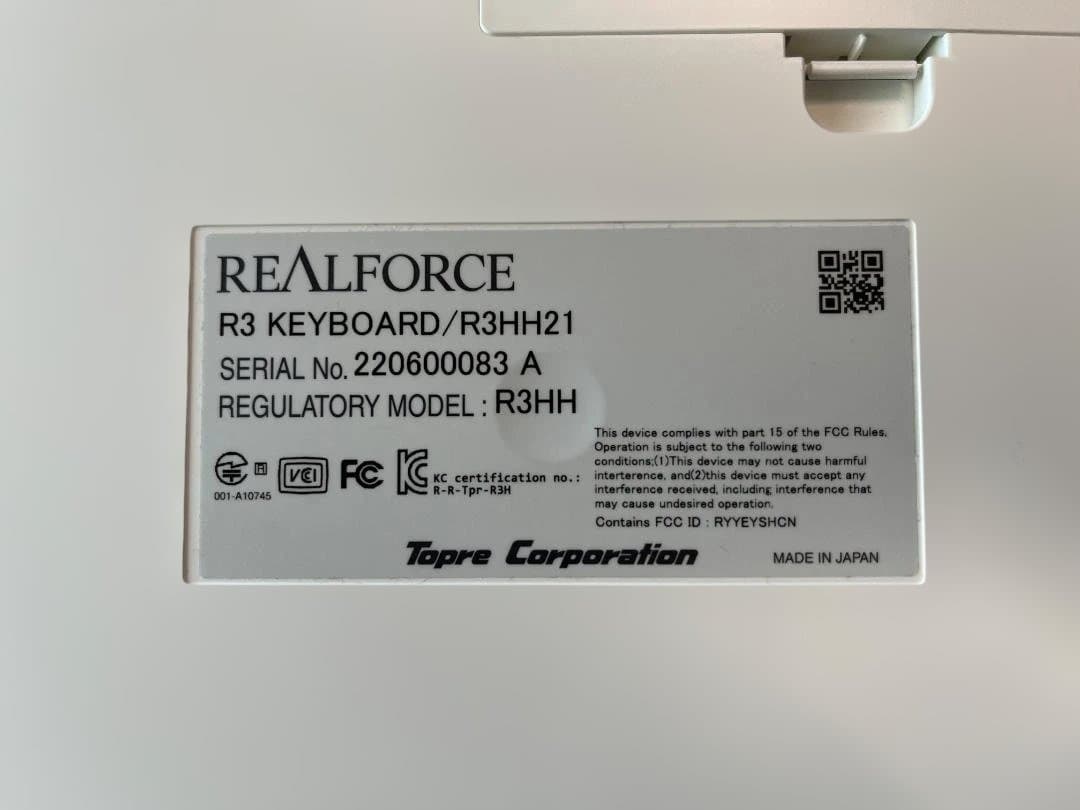 REALFORCE
R3 KEYBOARD/R3HH21
SERIAL No. 220600083 A
REGULATORY MODEL : R3HH
This device complies with part 15 of the FCC Rules.
Operation is subject to the following two
conditions;(1)This device may not cause harmful
interterence, and(2)this device must accept any
interference received, including interference that
may cause undesired operation.
Contains FCC ID : RYYEYSHCN
R
001-A10745
VCI
FC
KC certification no.:
R-R-Tpr-R3H
Topre Corporation
MADE IN JAPAN